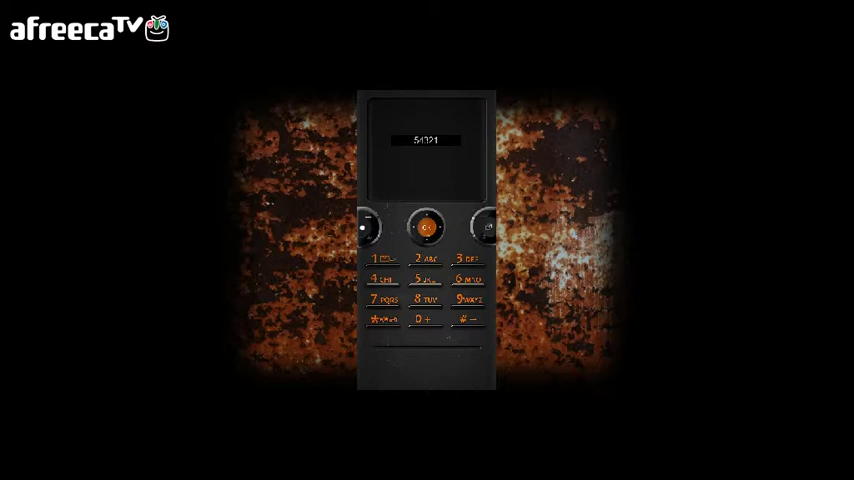 afreecaTV
54321
OK
1
2 ABC
3 DEF
4 GHI
5 JKL
6 MNO
7 PQRS
8 TUV
9 WXYZ
*
0 +
#